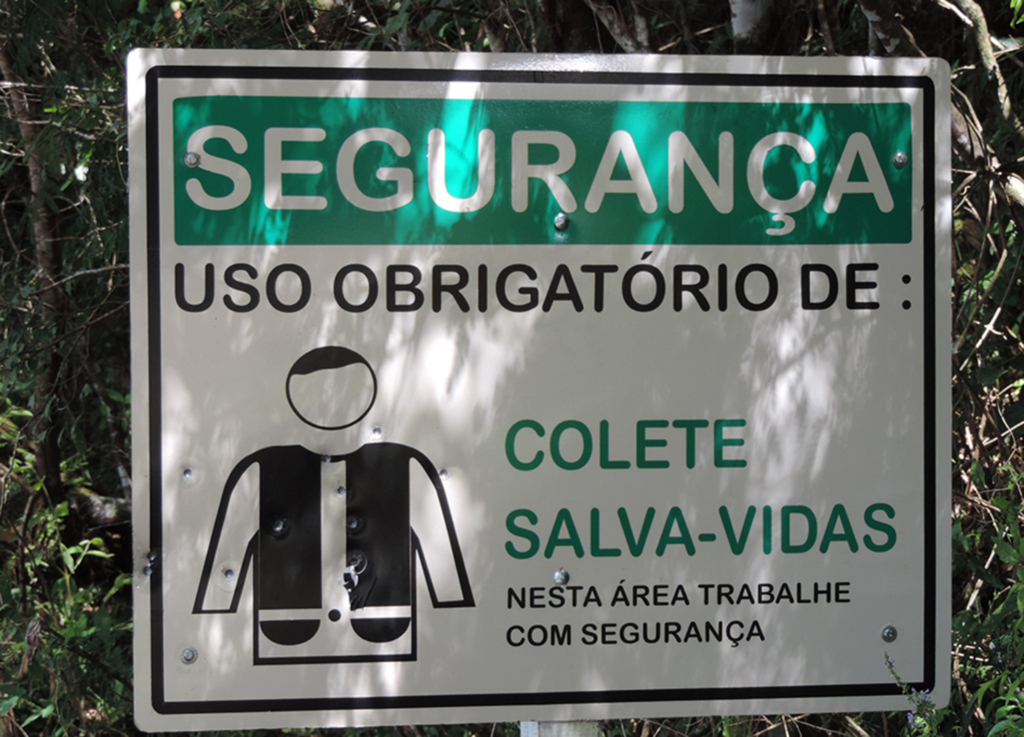 SEGURANÇA
USO OBRIGATÓRIO DE :
COLETE
SALVA-VIDAS
NESTA ÁREA TRABALHE
COM SEGURANÇA